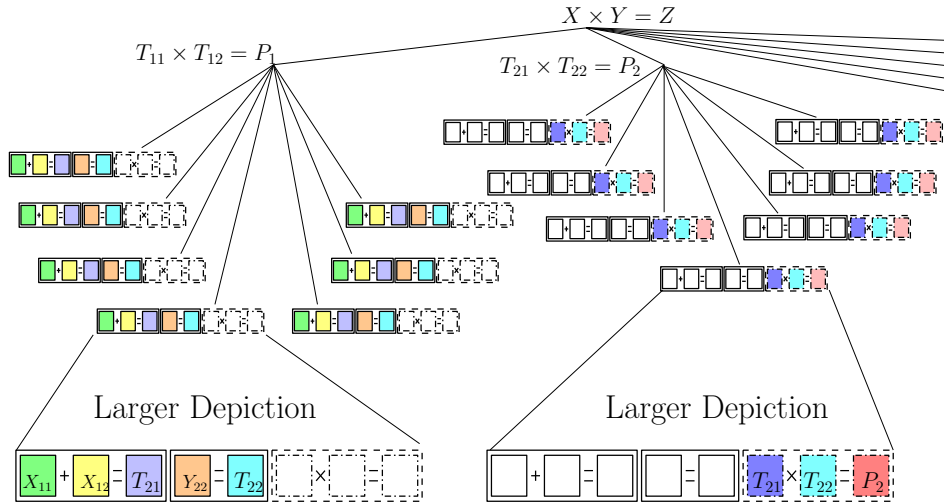 X × Y = Z
T₁₁ × T₁₂ = P₁
T₂₁ × T₂₂ = P₂
Larger Depiction
Larger Depiction
X₁₁ + X₁₂ = T₂₁ Y₂₂ = T₂₂ × =
+ = = T₂₁ × T₂₂ = P₂